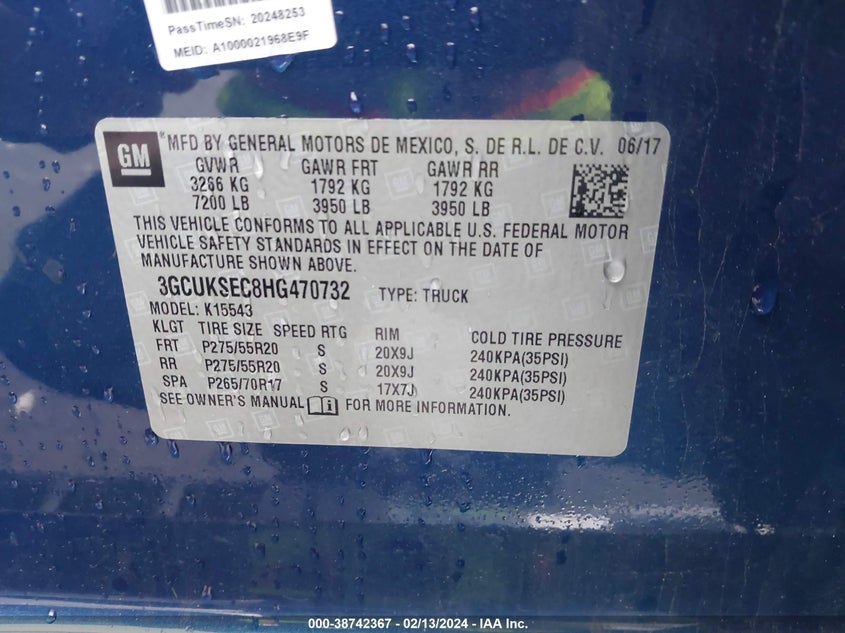 PassTimeSN: 20248253
MEID: A1000021968E9F
GM
® MFD BY GENERAL MOTORS DE MEXICO, S. DE R.L. DE C.V. 06/17
GVWR GAWR FRT GAWR RR
3266 KG 1792 KG 1792 KG
7200 LB 3950 LB 3950 LB
THIS VEHICLE CONFORMS TO ALL APPLICABLE U.S. FEDERAL MOTOR
VEHICLE SAFETY STANDARDS IN EFFECT ON THE DATE OF
MANUFACTURE SHOWN ABOVE.
3GCUKSEC8HG470732 TYPE: TRUCK
MODEL: K15543
KLGT TIRE SIZE SPEED RTG RIM COLD TIRE PRESSURE
FRT P275/55R20 S 20X9J 240KPA(35PSI)
RR P275/55R20 S 20X9J 240KPA(35PSI)
SPA P265/70R17 S 17X7J 240KPA(35PSI)
SEE OWNER'S MANUAL FOR MORE INFORMATION.
000-38742367 - 02/13/2024 - IAA Inc.